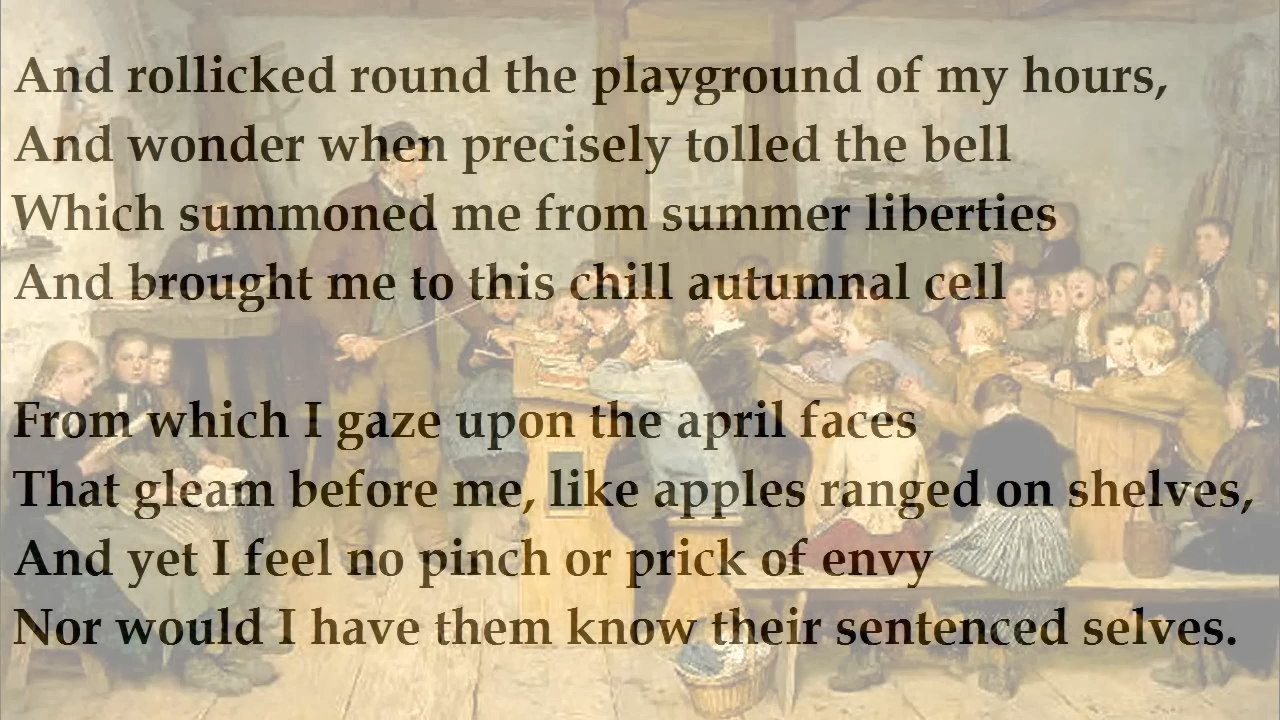 And rollicked round the playground of my hours,
And wonder when precisely tolled the bell
Which summoned me from summer liberties
And brought me to this chill autumnal cell
From which I gaze upon the april faces
That gleam before me, like apples ranged on shelves,
And yet I feel no pinch or prick of envy
Nor would I have them know their sentenced selves.